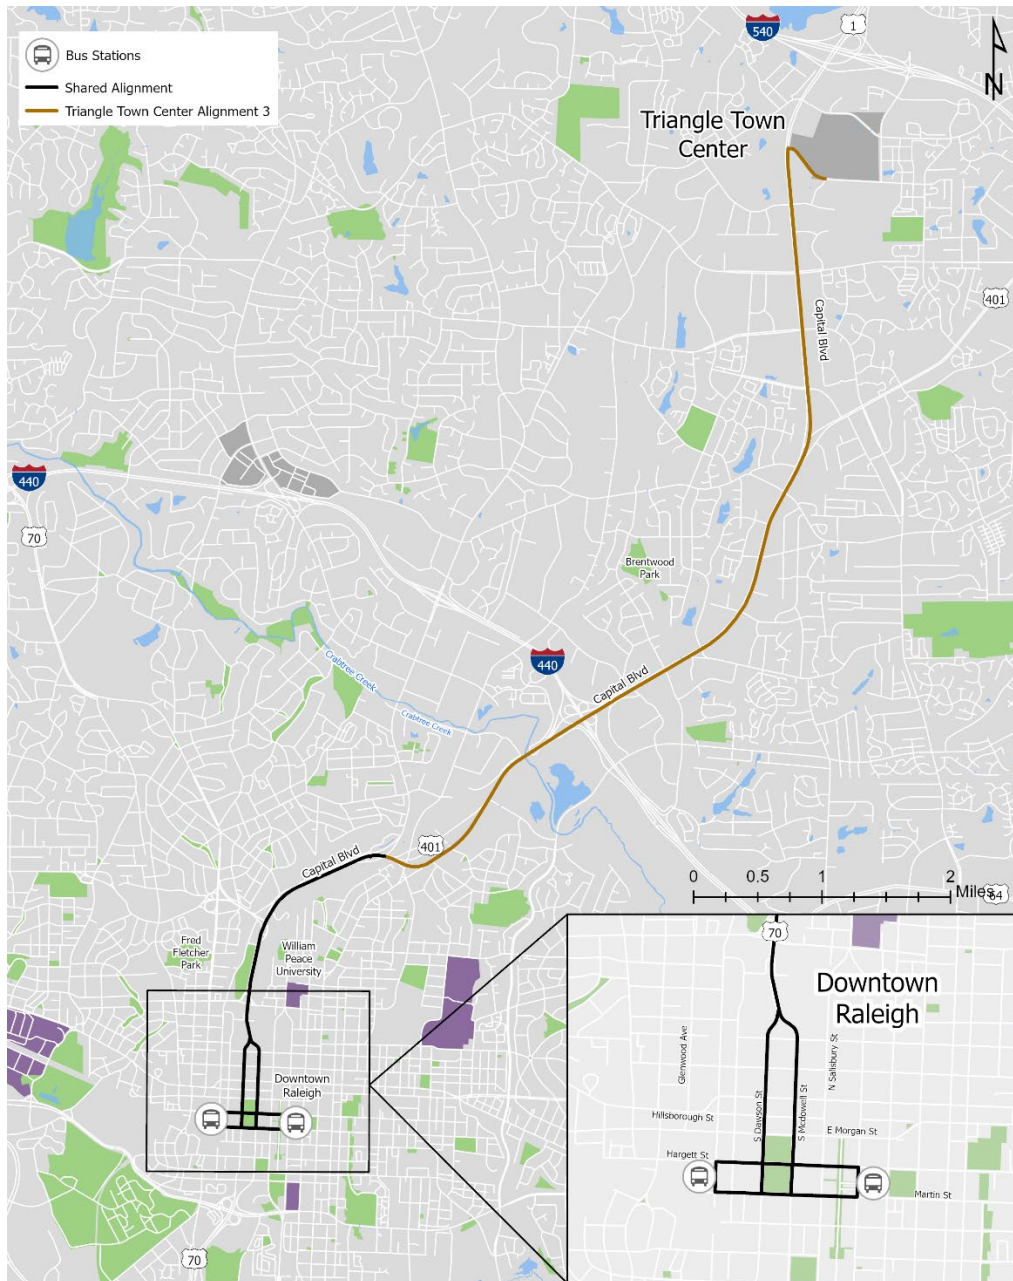 540
1
Bus Stations
Shared Alignment
Triangle Town Center Alignment 3
N
Triangle Town
Center
401
Capital Blvd
440
70
Brentwood
Park
440
Capital Blvd
Crabtree Creek
Crabtree Creek
401
Capital Blvd
0 0.5 1 2
Miles
64
Fred
Fletcher
Park
William
Peace
University
70
Downtown
Raleigh
Glenwood Ave
N Salisbury St
Downtown
Raleigh
S Dawson St
S Mcdowell St
Hillsborough St
E Morgan St
Hargett St
Martin St
70